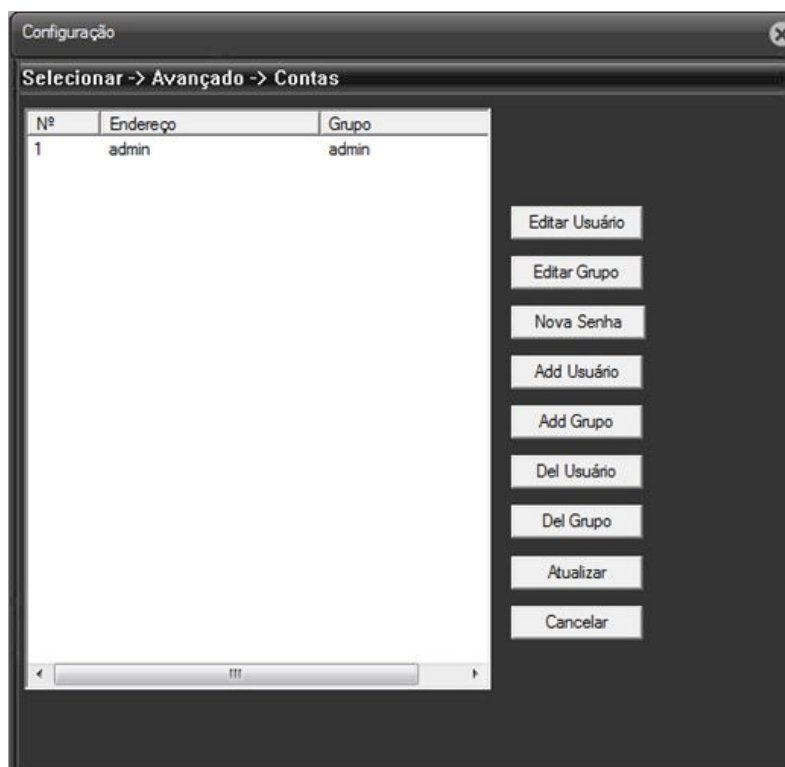 Configuração
Selecionar -> Avançado -> Contas
Nº Endereço Grupo
1 admin admin
Editar Usuário
Editar Grupo
Nova Senha
Add Usuário
Add Grupo
Del Usuário
Del Grupo
Atualizar
Cancelar